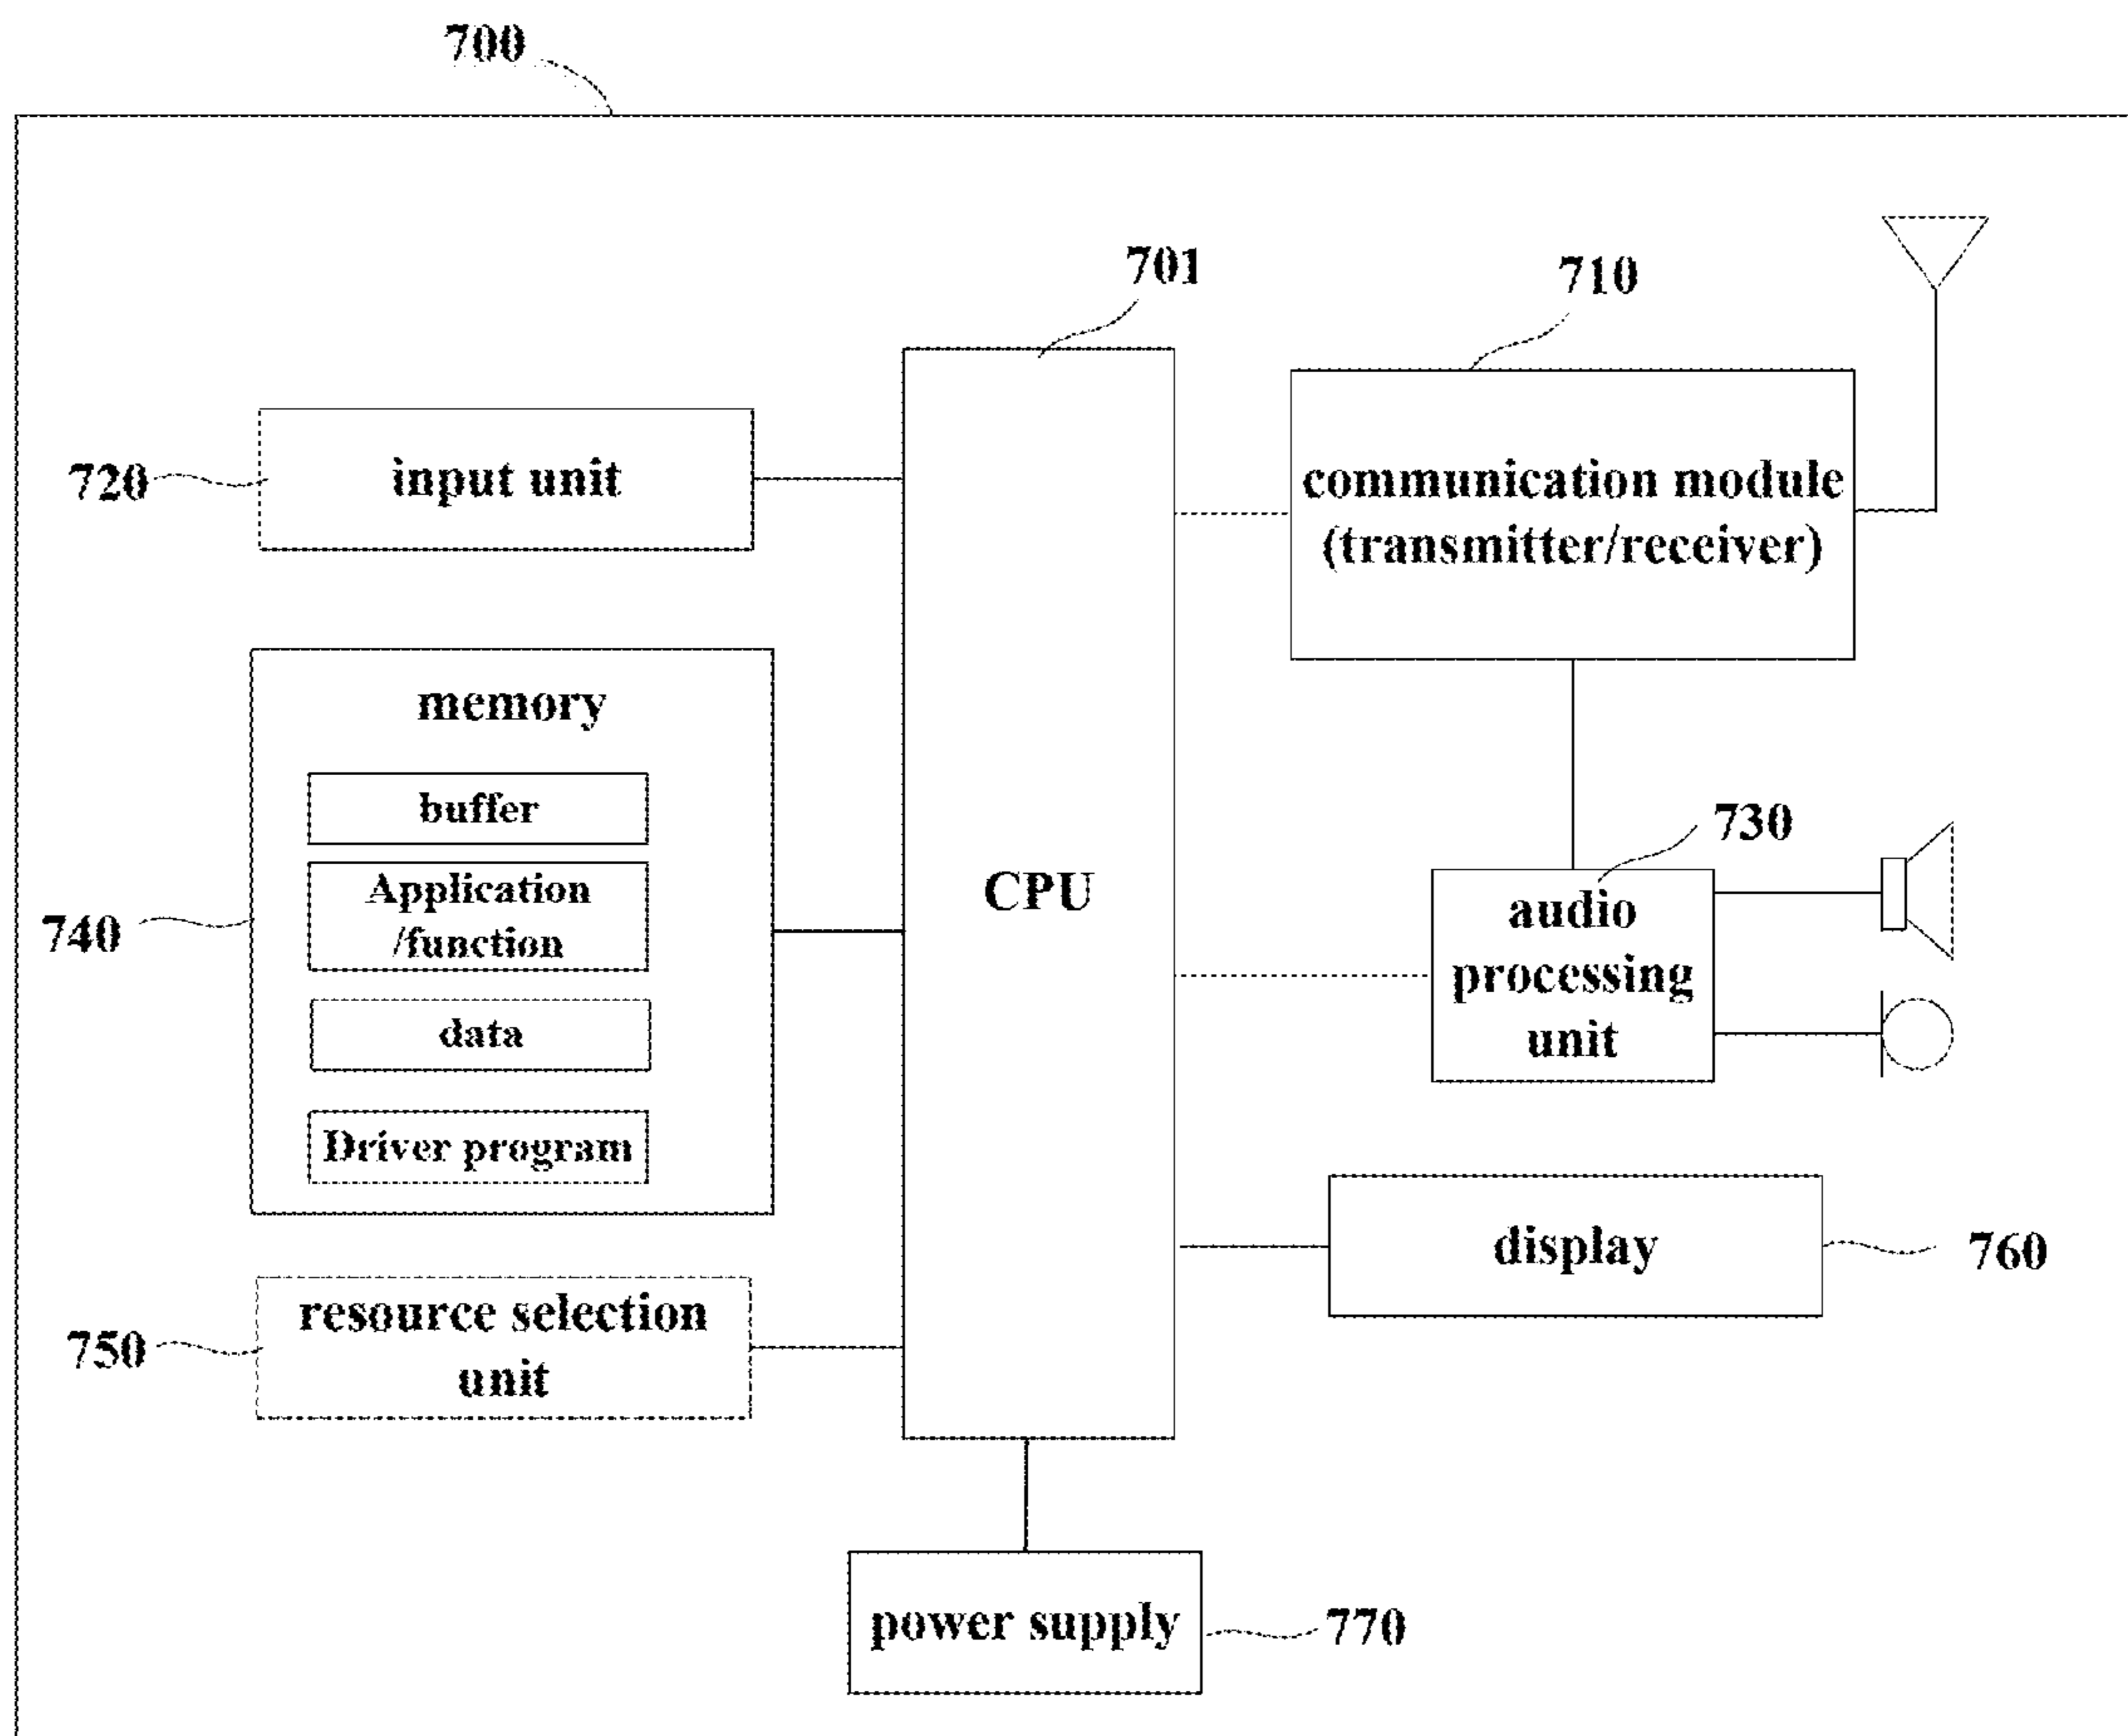 700
701
710
720
input unit
communication module
(transmitter/receiver)
memory
buffer
Application
/function
data
Driver program
740
CPU
730
audio
processing
unit
display
760
750
resource selection
unit
power supply
770